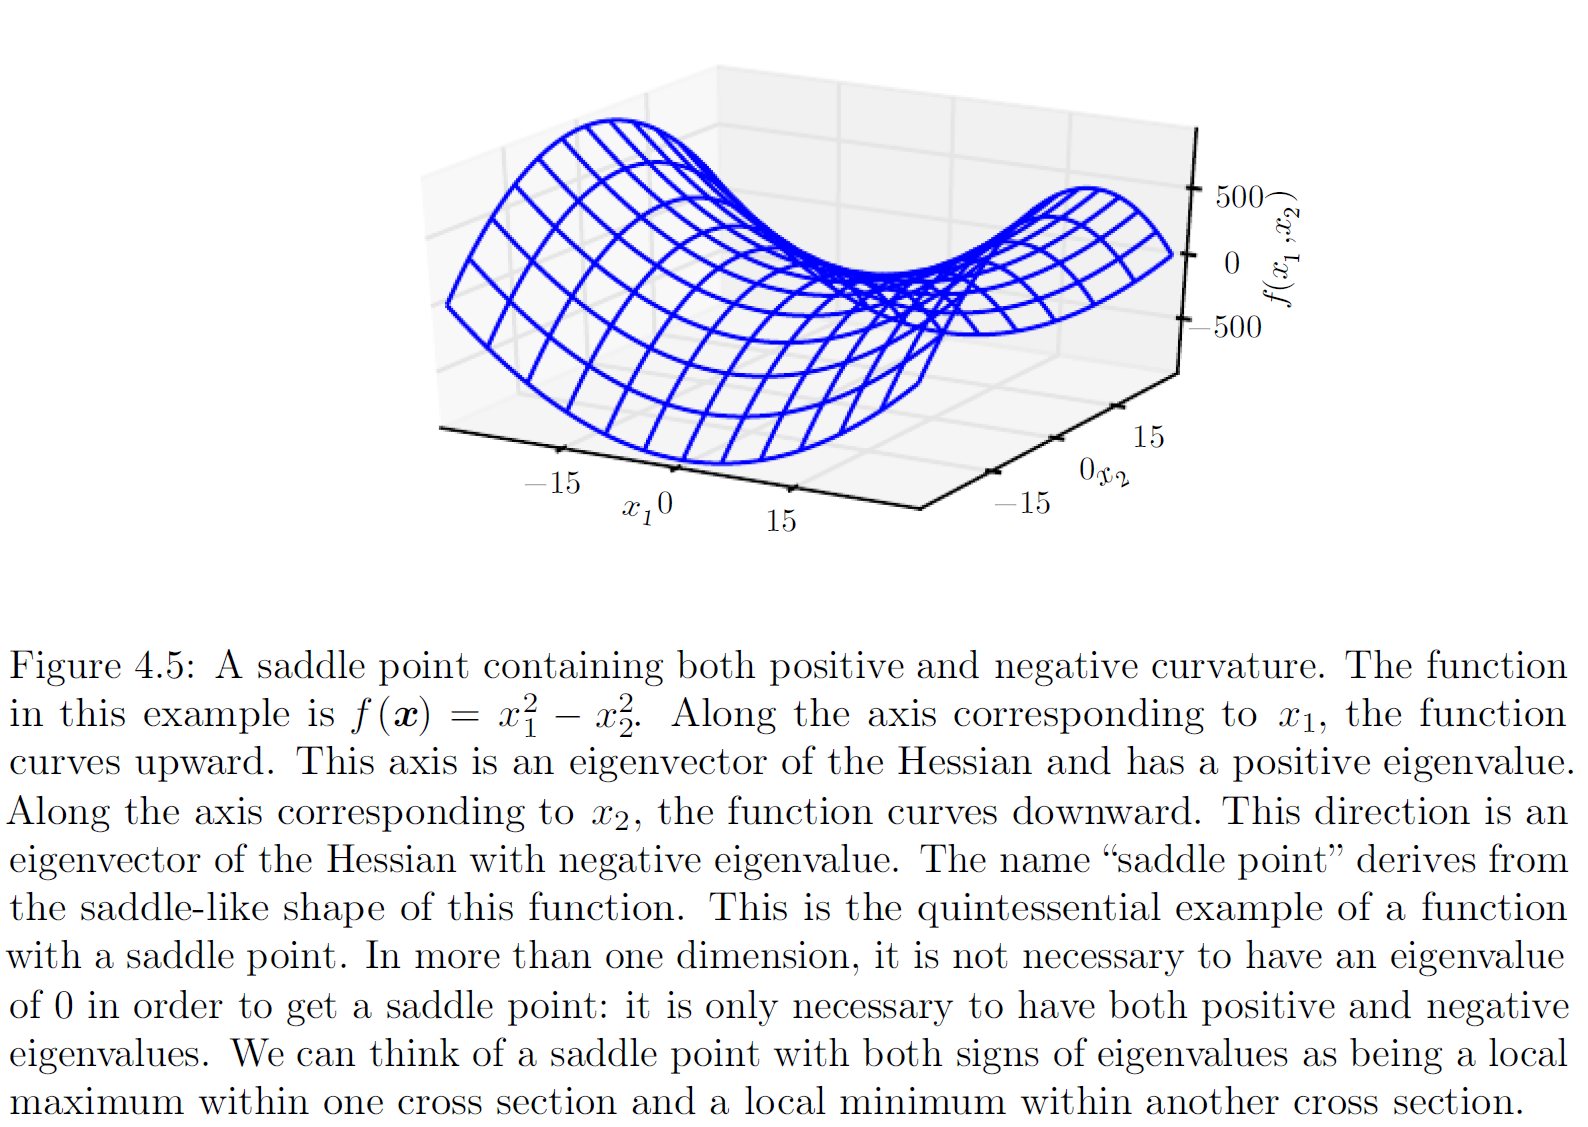 500
0
−500
f(x₁,x₂)
15
0
x₂
−15
−15
x₁
0
15
Figure 4.5: A saddle point containing both positive and negative curvature. The function
in this example is f(𝒙) = x₁² − x₂². Along the axis corresponding to x₁, the function
curves upward. This axis is an eigenvector of the Hessian and has a positive eigenvalue.
Along the axis corresponding to x₂, the function curves downward. This direction is an
eigenvector of the Hessian with negative eigenvalue. The name “saddle point” derives from
the saddle-like shape of this function. This is the quintessential example of a function
with a saddle point. In more than one dimension, it is not necessary to have an eigenvalue
of 0 in order to get a saddle point: it is only necessary to have both positive and negative
eigenvalues. We can think of a saddle point with both signs of eigenvalues as being a local
maximum within one cross section and a local minimum within another cross section.